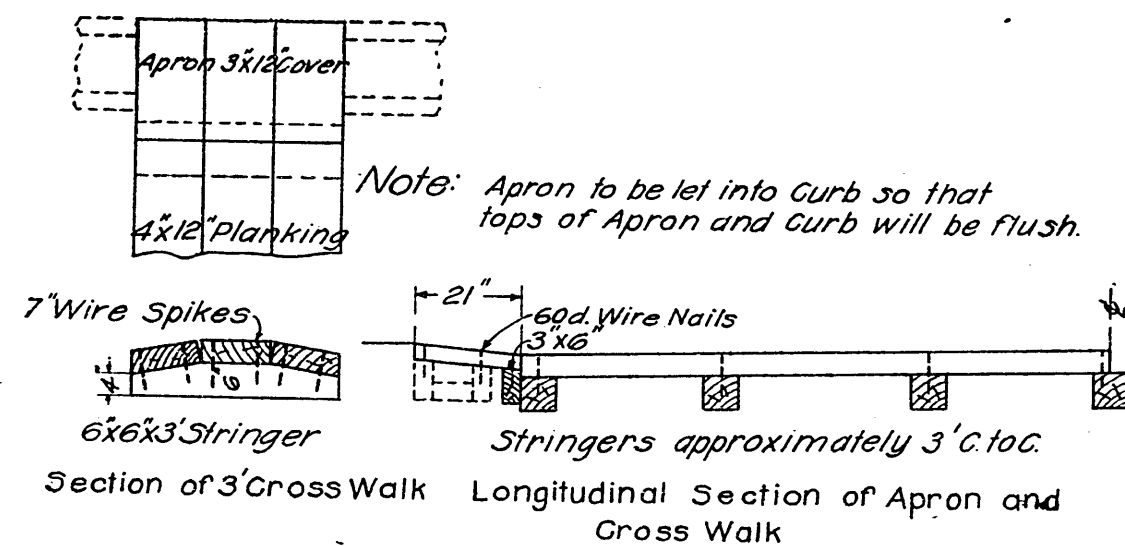 Apron 3"x12" Cover
4"x12" Planking
Note: Apron to be let into Curb so that
tops of Apron and Curb will be flush.
7" Wire Spikes
4"
6"
6"x6"x3' Stringer
Section of 3' Cross Walk
21"
60d. Wire Nails
3"x6"
℄
Stringers approximately 3' C. to C.
Longitudinal Section of Apron and
Cross Walk